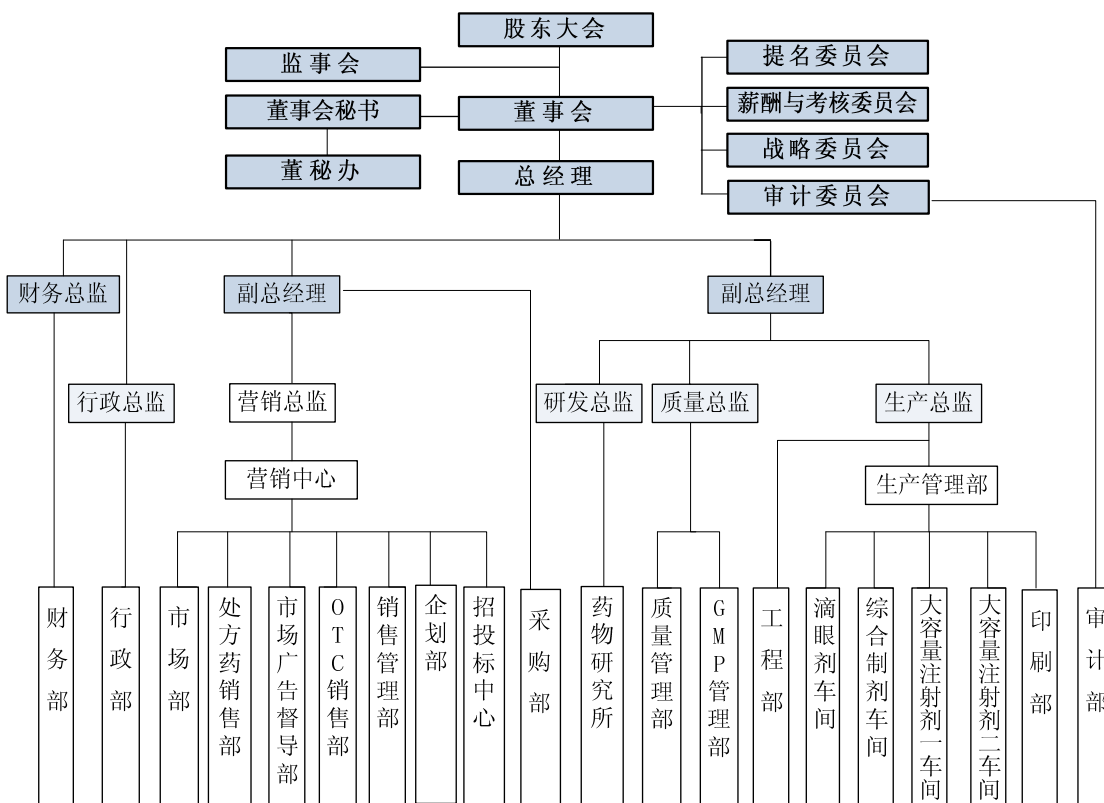 股东大会
监事会
提名委员会
董事会秘书
董事会
薪酬与考核委员会
战略委员会
董秘办
总经理
审计委员会
财务总监
副总经理
副总经理
行政总监
营销总监
研发总监
质量总监
生产总监
营销中心
生产管理部
财务部
行政部
市场部
处方药销售部
市场广告督导部
OTC销售部
销售管理部
企划部
招投标中心
采购部
药物研究所
质量管理部
GMP管理部
工程部
滴眼剂车间
综合制剂车间
大容量注射剂一车间
大容量注射剂二车间
印刷部
审计部